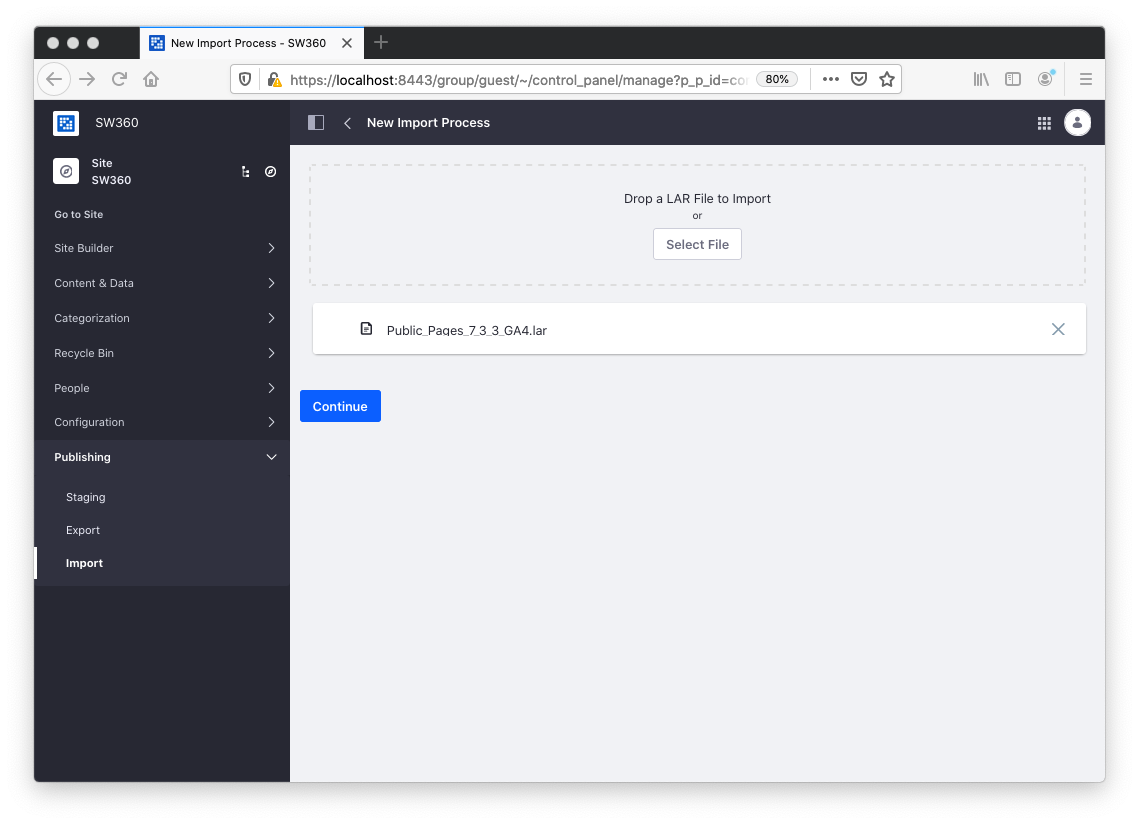 New Import Process - SW360
https://localhost:8443/group/guest/~/control_panel/manage?p_p_id=co
80%
SW360
New Import Process
Site
SW360
Go to Site
Site Builder
Content & Data
Categorization
Recycle Bin
People
Configuration
Publishing
Staging
Export
Import
Drop a LAR File to Import
or
Select File
Public_Pages_7_3_3_GA4.lar
Continue